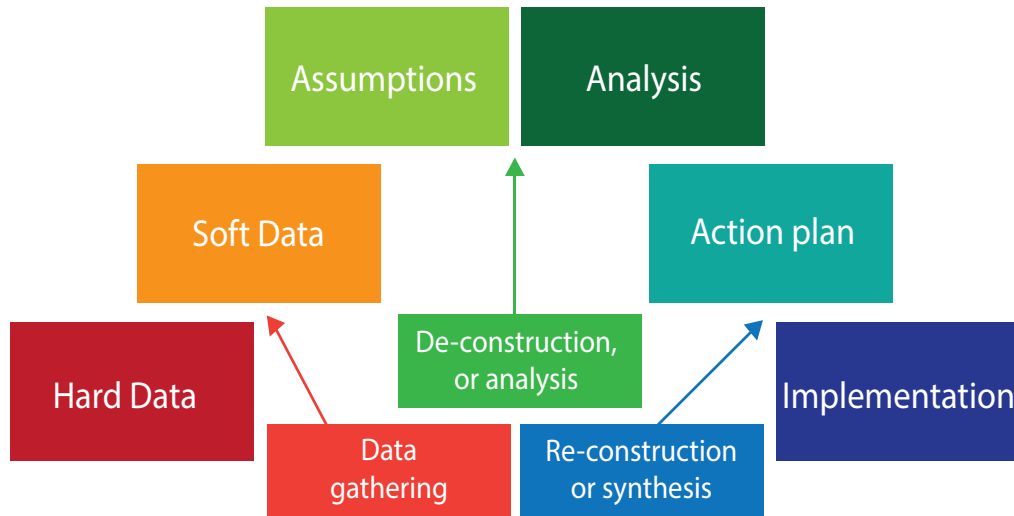 Assumptions
Analysis
Soft Data
Action plan
De-construction,
or analysis
Hard Data
Implementation
Data
gathering
Re-construction
or synthesis